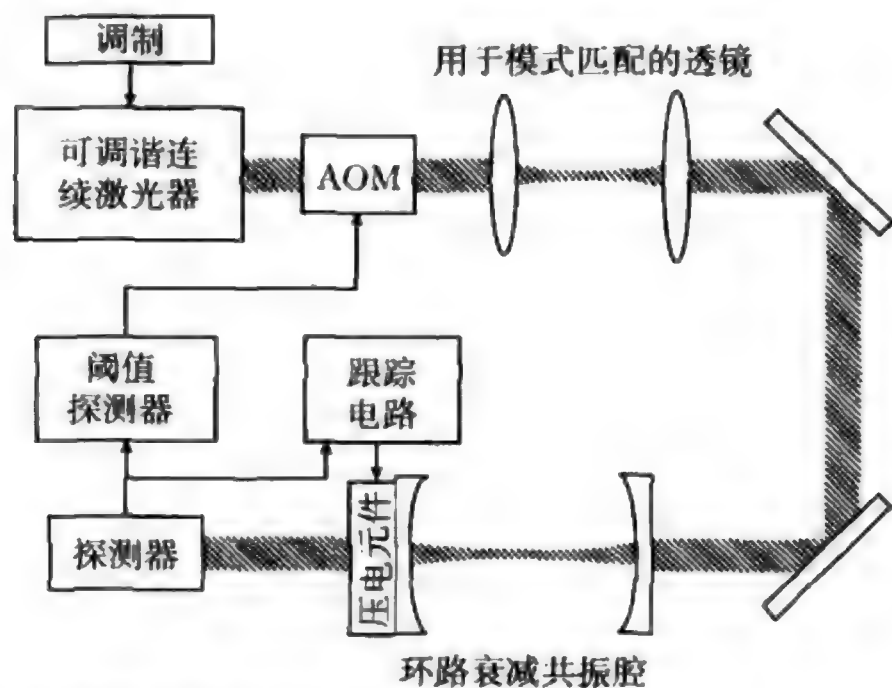 调制
用于模式匹配的透镜
可调谐连
续激光器
AOM
阈值
探测器
跟踪
电路
探测器
压电元件
环路衰减共振腔